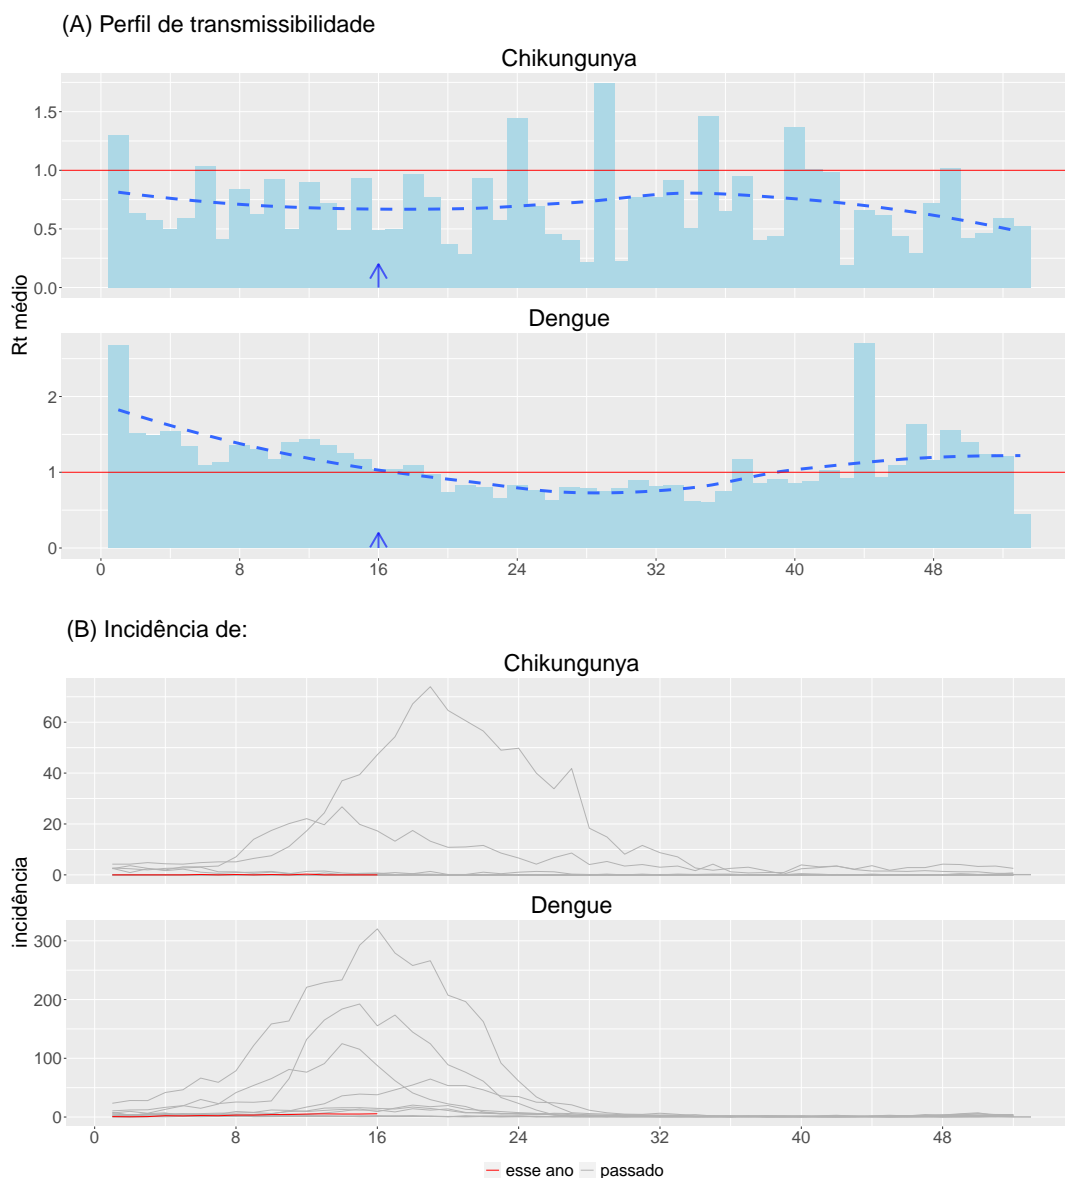 (A) Perfil de transmissibilidade
Chikungunya
1.5
1.0
0.5
0.0
Rt médio
Dengue
2
1
0
0 8 16 24 32 40 48
(B) Incidência de:
Chikungunya
60
40
20
0
incidência
Dengue
300
200
100
0
0 8 16 24 32 40 48
esse ano passado